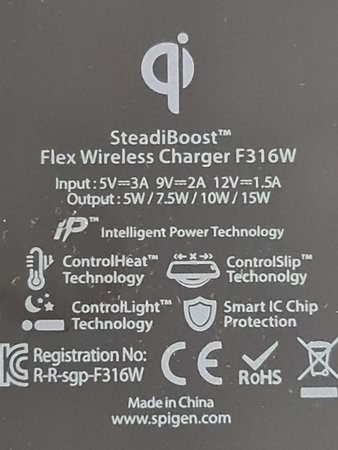 qi
SteadiBoost™
Flex Wireless Charger F316W
Input : 5V⎓3A 9V⎓2A 12V⎓1.5A
Output : 5W / 7.5W / 10W / 15W
iP™ Intelligent Power Technology
ControlHeat™
Technology
ControlSlip™
Techonolgy
ControlLight™
Technology
Smart IC Chip
Protection
Registration No:
R-R-sgp-F316W
CE
RoHS
Made in China
www.spigen.com